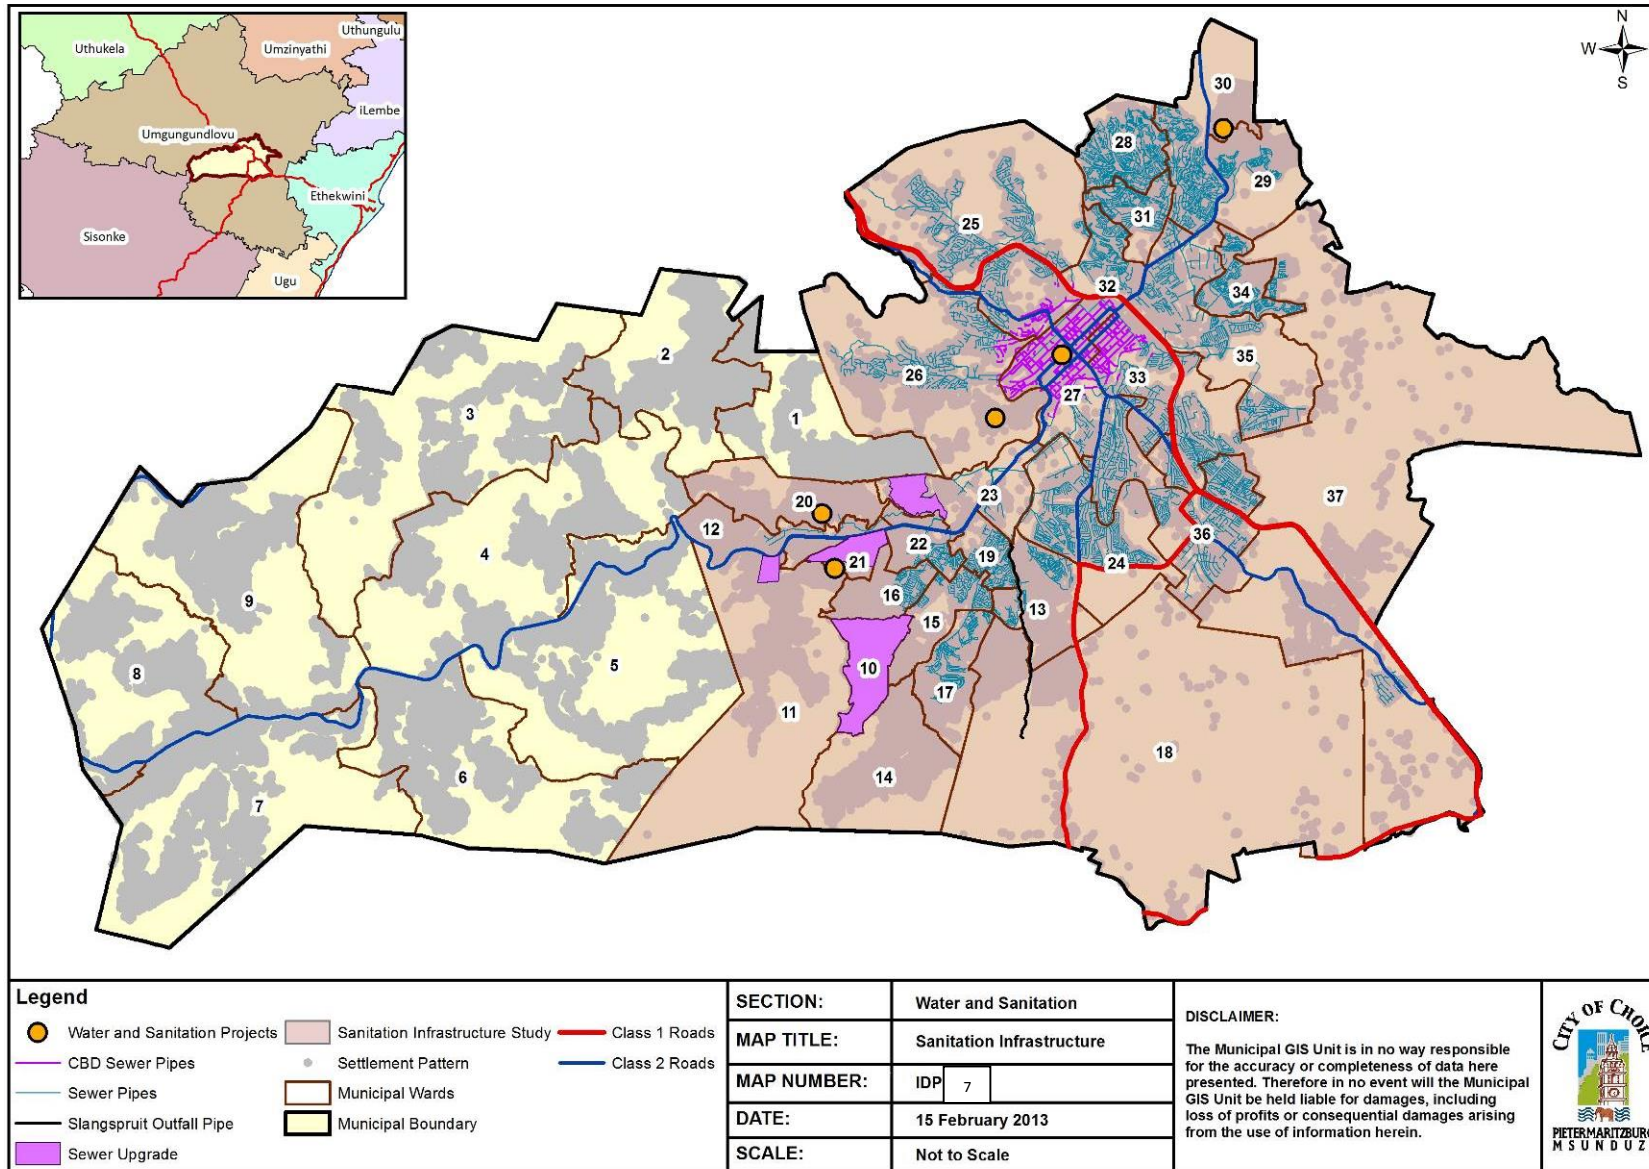 Uthukela
Umzinyathi
Uthungulu
iLembe
Umgungundlovu
Ethekwini
Sisonke
Ugu
N
W
S
30
28
29
25
31
32
34
2
35
26
33
3
27
1
23
37
20
12
4
36
22
19
24
21
9
16
13
15
5
10
8
17
11
18
14
6
7
Legend
Water and Sanitation Projects
CBD Sewer Pipes
Sewer Pipes
Slangspruit Outfall Pipe
Sewer Upgrade
Sanitation Infrastructure Study
Settlement Pattern
Municipal Wards
Municipal Boundary
Class 1 Roads
Class 2 Roads
SECTION: Water and Sanitation
MAP TITLE: Sanitation Infrastructure
MAP NUMBER: IDP 7
DATE: 15 February 2013
SCALE: Not to Scale
DISCLAIMER:
The Municipal GIS Unit is in no way responsible
for the accuracy or completeness of data here
presented. Therefore in no event will the Municipal
GIS Unit be held liable for damages, including
loss of profits or consequential damages arising
from the use of information herein.
CITY OF CHOICE
PIETERMARITZBURG
MSUNDUZI